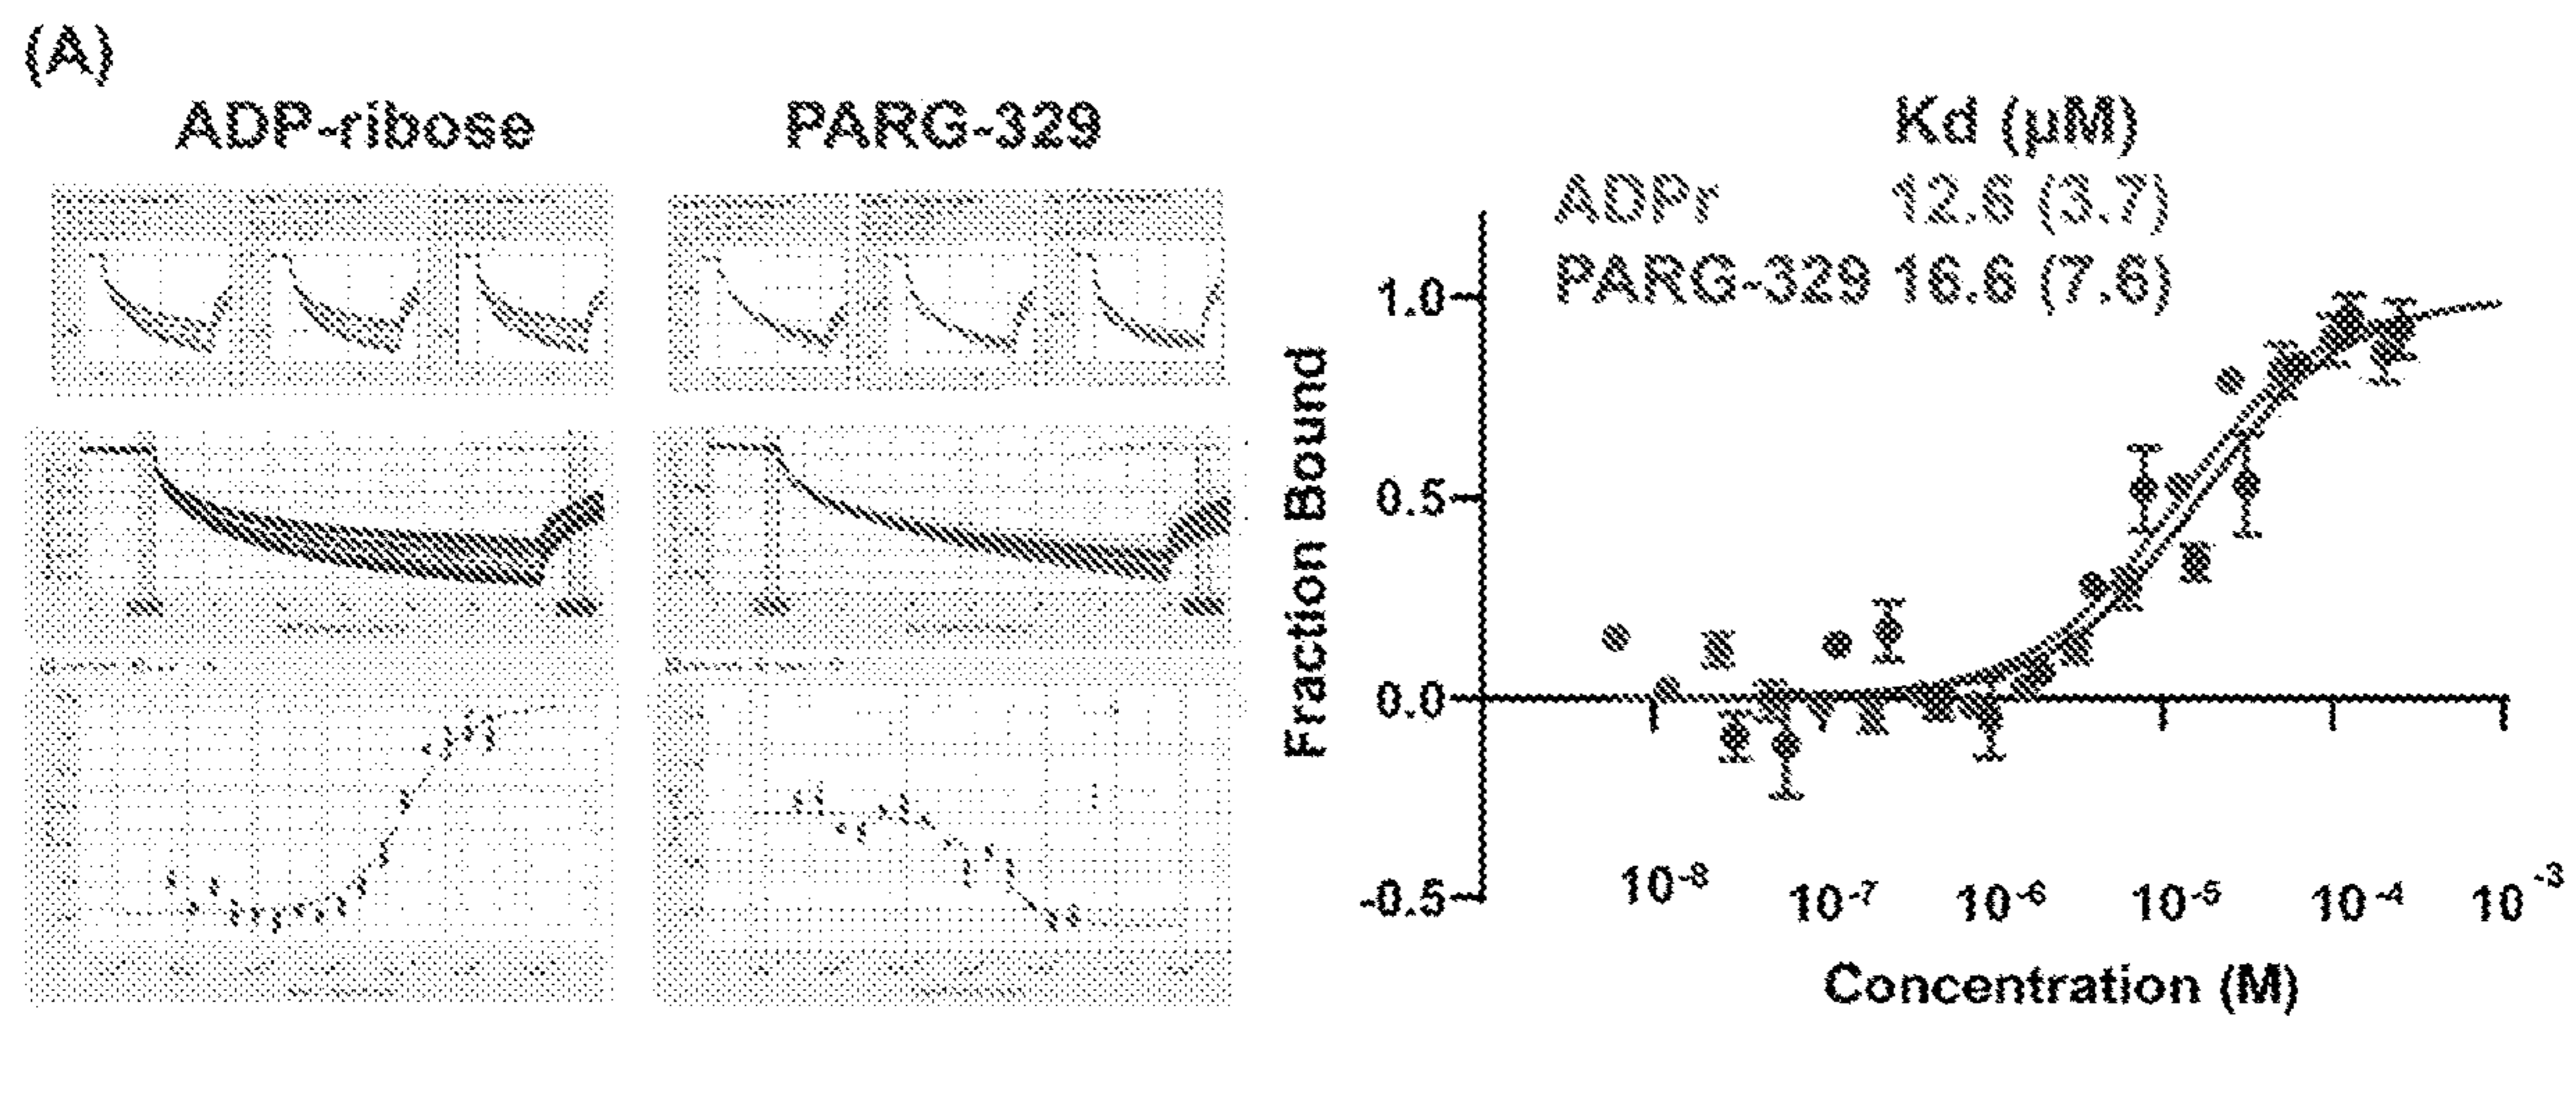 (A)
ADP-ribose
PARG-329
Kd (µM)
ADPr 12.6 (3.7)
PARG-329 16.6 (7.6)
Fraction Bound
1.0
0.5
0.0
-0.5
10-8 10-7 10-6 10-5 10-4 10-3
Concentration (M)